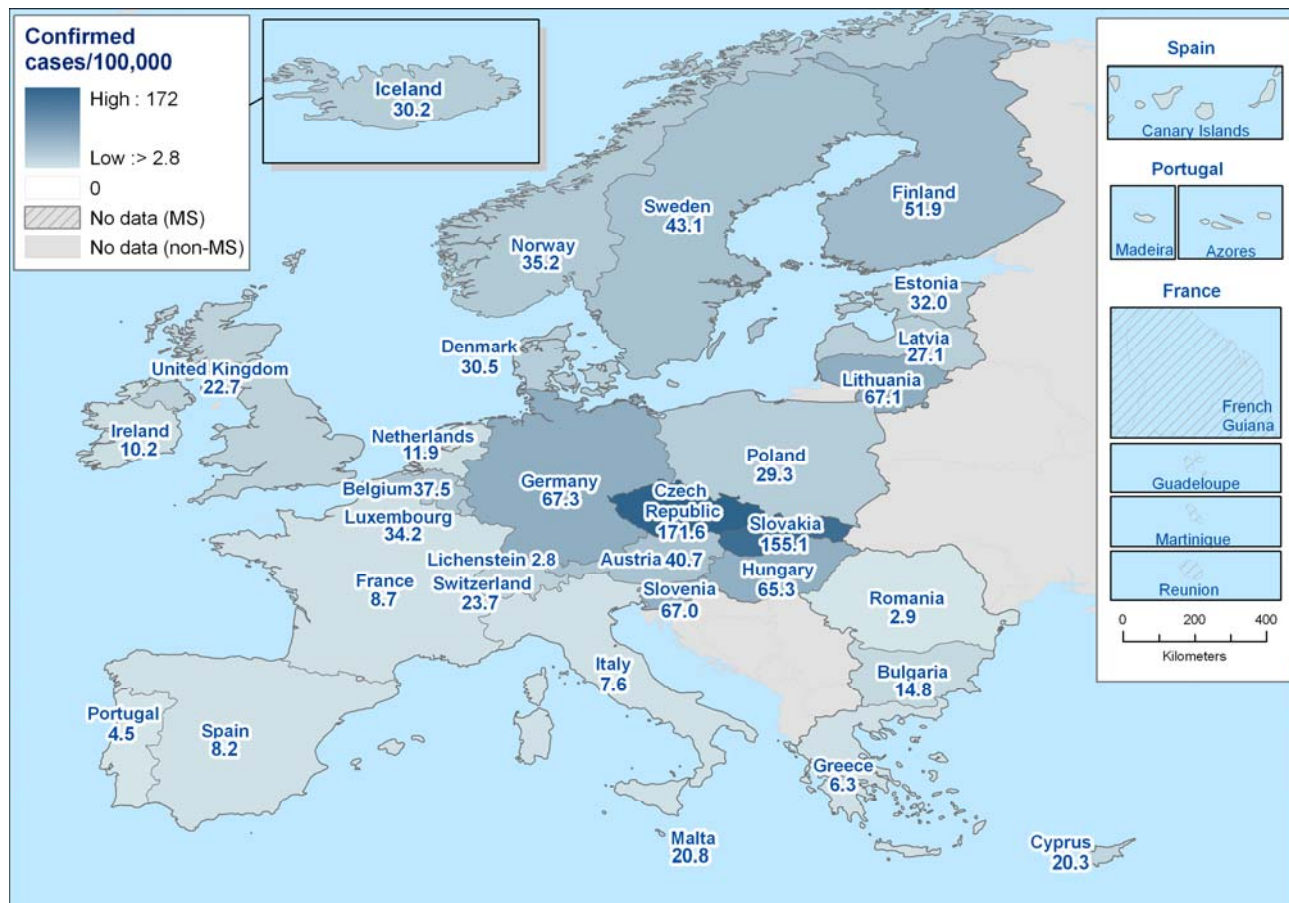 Confirmed
cases/100,000
High : 172
Low :> 2.8
0
No data (MS)
No data (non-MS)
Iceland
30.2
Finland
51.9
Sweden
43.1
Norway
35.2
Estonia
32.0
Latvia
27.1
Lithuania
67.1
Denmark
30.5
United Kingdom
22.7
Ireland
10.2
Netherlands
11.9
Belgium 37.5
Luxembourg
34.2
Germany
67.3
Poland
29.3
Czech
Republic
171.6
Slovakia
155.1
Lichenstein 2.8
Austria 40.7
Hungary
65.3
France
8.7
Switzerland
23.7
Slovenia
67.0
Romania
2.9
Italy
7.6
Bulgaria
14.8
Portugal
4.5
Spain
8.2
Greece
6.3
Malta
20.8
Cyprus
20.3
Spain
Canary Islands
Portugal
Madeira
Azores
France
French
Guiana
Guadeloupe
Martinique
Reunion
0 200 400
Kilometers